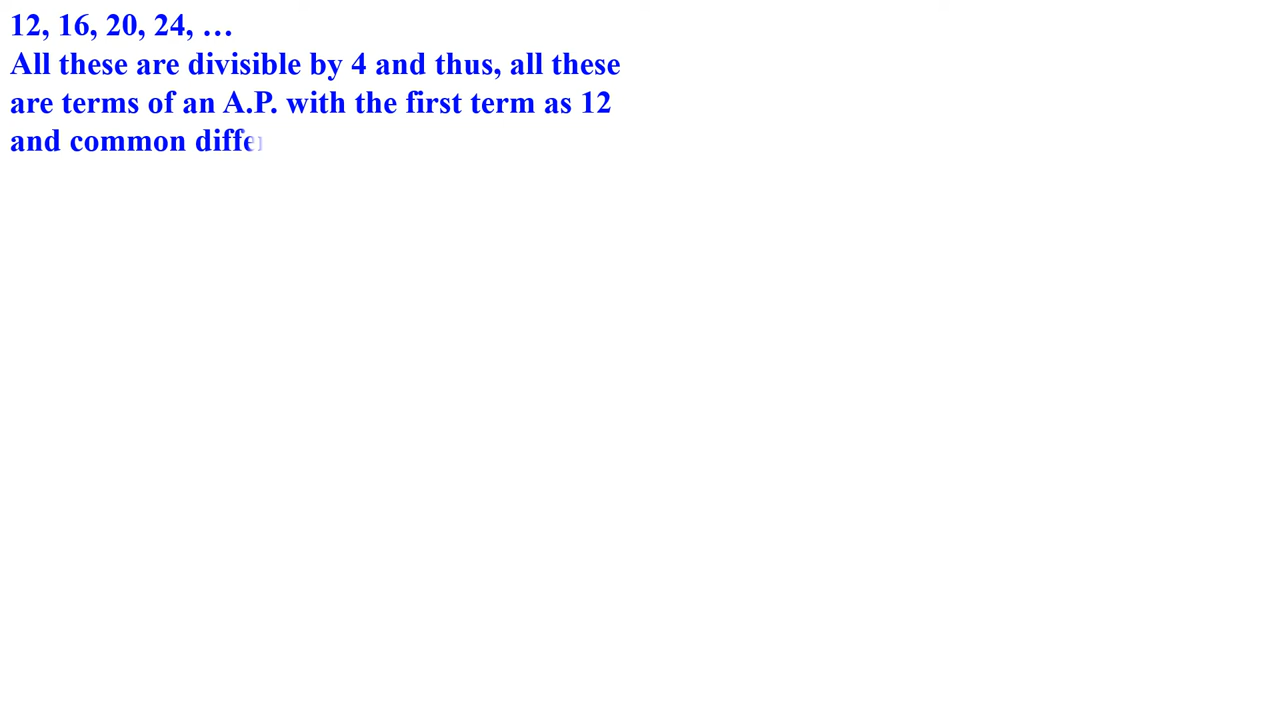 12, 16, 20, 24, …
All these are divisible by 4 and thus, all these
are terms of an A.P. with the first term as 12
and common